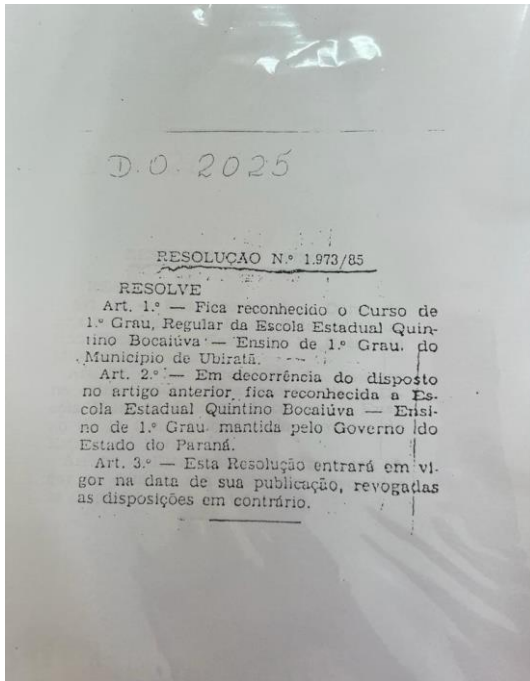 D.O. 2025
RESOLUÇÃO N.º 1.973/85
RESOLVE
Art. 1.º — Fica reconhecido o Curso de
1.º Grau, Regular da Escola Estadual Quin-
tino Bocaiúva — Ensino de 1.º Grau. do
Município de Ubiratã.
Art. 2.º — Em decorrência do disposto
no artigo anterior fica reconhecida a Es-
cola Estadual Quintino Bocaiúva — Ensi-
no de 1.º Grau mantida pelo Governo do
Estado do Paraná.
Art. 3.º — Esta Resolução entrará em vi-
gor na data de sua publicação, revogadas
as disposições em contrário.